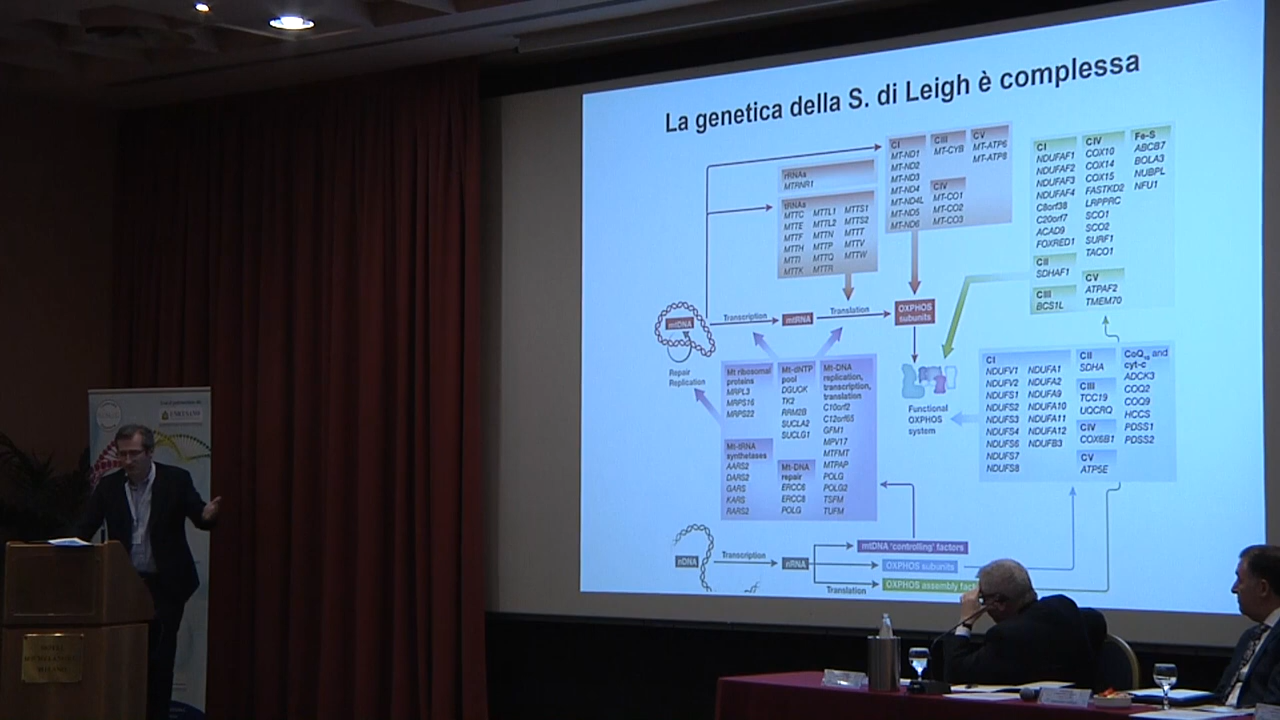 La genetica della S. di Leigh è complessa
rRNAs
MTRNR1
tRNAs
MTTC MTTL1 MTTS1
MTTE MTTL2 MTTS2
MTTF MTTN MTTT
MTTH MTTP MTTV
MTTI MTTQ MTTW
MTTK MTTR
CI
MT-ND1
MT-ND2
MT-ND3
MT-ND4
MT-ND4L
MT-ND5
MT-ND6
CIII
MT-CYB
CIV
MT-CO1
MT-CO2
MT-CO3
CV
MT-ATP6
MT-ATP8
CI
NDUFAF1
NDUFAF2
NDUFAF3
NDUFAF4
C8orf38
C20orf7
ACAD9
FOXRED1
CII
SDHAF1
CIII
BCS1L
CIV
COX10
COX14
COX15
FASTKD2
LRPPRC
SCO1
SCO2
SURF1
TACO1
CV
ATPAF2
TMEM70
Fe-S
ABCB7
BOLA3
NUBPL
NFU1
mtDNA
Transcription
mtRNA
Translation
OXPHOS
subunits
Repair
Replication
Functional
OXPHOS
system
Mt ribosomal
proteins
MRPL3
MRPS16
MRPS22
Mt-tRNA
synthetases
AARS2
DARS2
GARS
KARS
RARS2
Mt-dNTP
pool
DGUOK
TK2
RRM2B
SUCLA2
SUCLG1
Mt-DNA
repair
ERCC6
ERCC8
POLG
Mt-DNA
replication,
transcription,
translation
C10orf2
C12orf65
GFM1
MPV17
MTFMT
MTPAP
POLG
POLG2
TSFM
TUFM
CI
NDUFV1 NDUFA1
NDUFV2 NDUFA2
NDUFS1 NDUFA9
NDUFS2 NDUFA10
NDUFS3 NDUFA11
NDUFS4 NDUFA12
NDUFS6 NDUFB3
NDUFS7
NDUFS8
CII
SDHA
CIII
TCC19
UQCRQ
CIV
COX6B1
CV
ATP5E
CoQ10 and
cyt-c
ADCK3
COQ2
COQ9
HCCS
PDSS1
PDSS2
nDNA
Transcription
nRNA
Translation
mtDNA 'controlling' factors
OXPHOS subunits
OXPHOS assembly